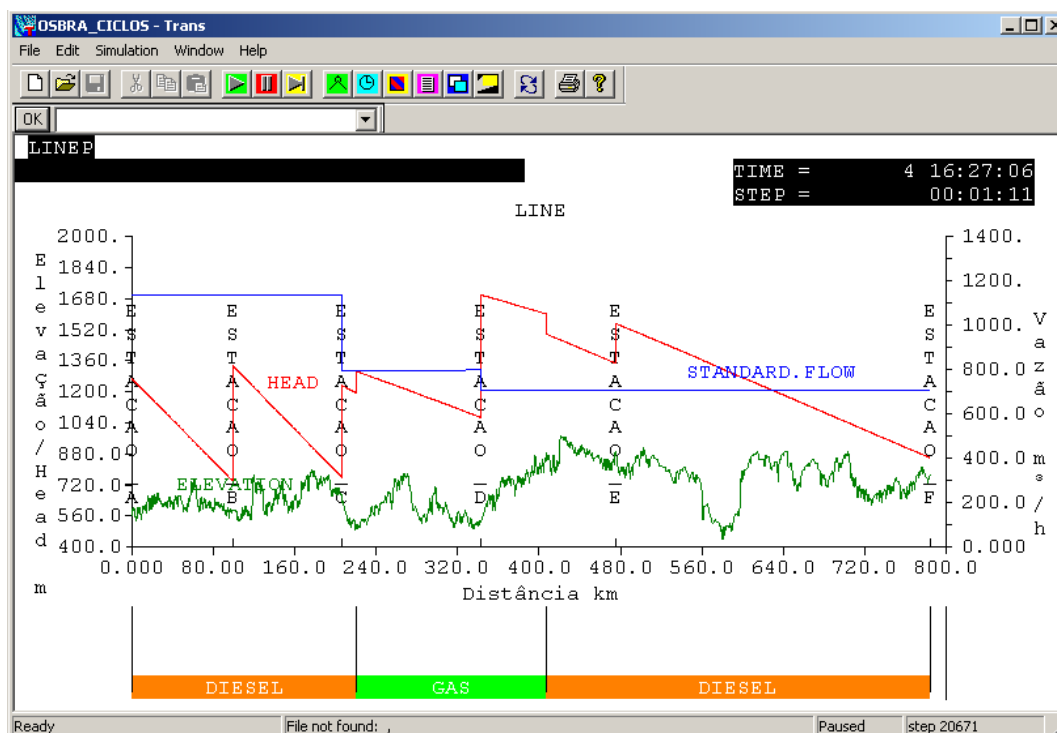 OSBRA_CICLOS - Trans
File Edit Simulation Window Help
OK
LINEP
TIME = 4 16:27:06
STEP = 00:01:11
LINE
Elevação/Head m
2000.
1840.
1680.
1520.
1360.
1200.
1040.
880.0
720.0
560.0
400.0
ESTACAO_A
ESTACAO_B
ESTACAO_C
ESTACAO_D
ESTACAO_E
ESTACAO_F
HEAD
STANDARD.FLOW
ELEVATION
1400.
1200.
1000.
800.0
600.0
400.0
200.0
0.000
Vazão m³/h
0.000 80.00 160.0 240.0 320.0 400.0 480.0 560.0 640.0 720.0 800.0
Distância km
DIESEL GAS DIESEL
Ready File not found: , Paused step 20671